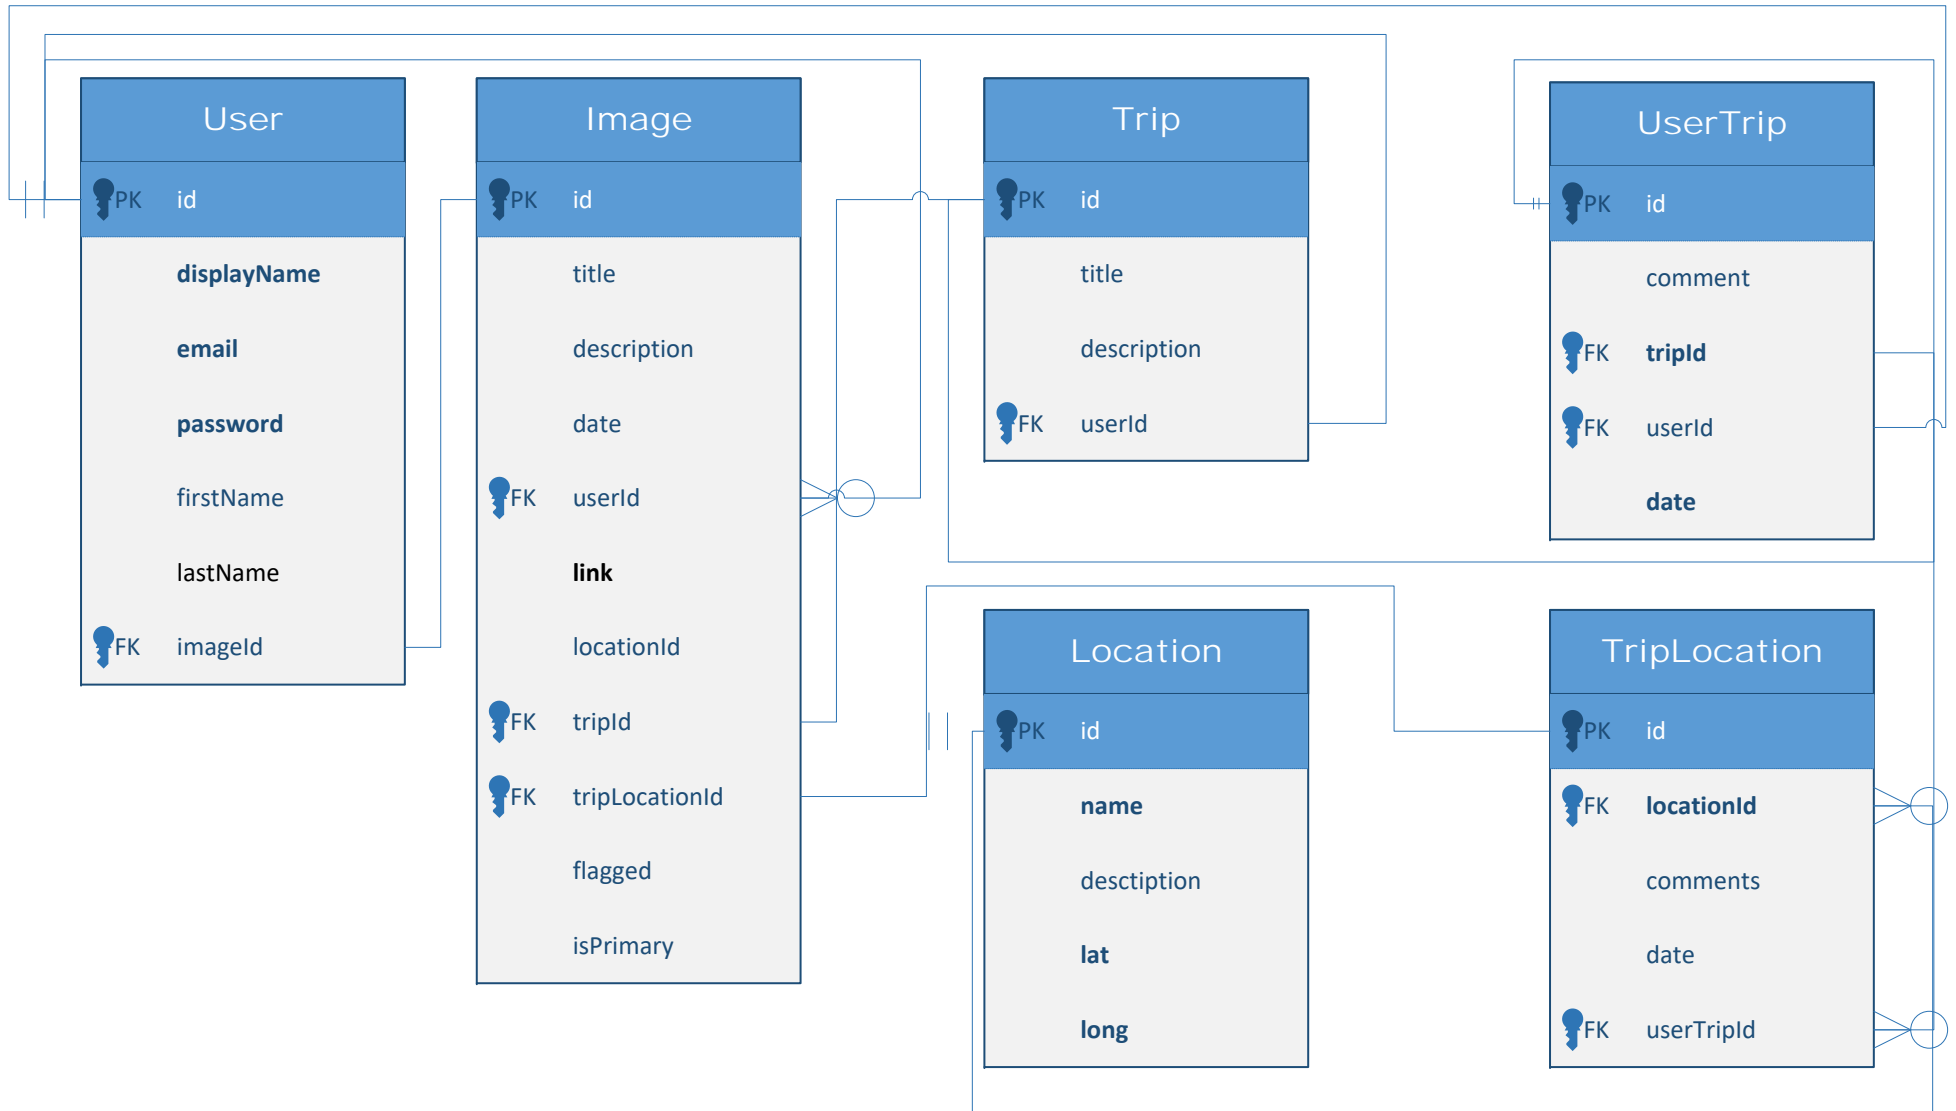 User
PK id
displayName
email
password
firstName
lastName
FK imageId
Image
PK id
title
description
date
FK userId
link
locationId
FK tripId
FK tripLocationId
flagged
isPrimary
Trip
PK id
title
description
FK userId
UserTrip
PK id
comment
FK tripId
FK userId
date
Location
PK id
name
desctiption
lat
long
TripLocation
PK id
FK locationId
comments
date
FK userTripId